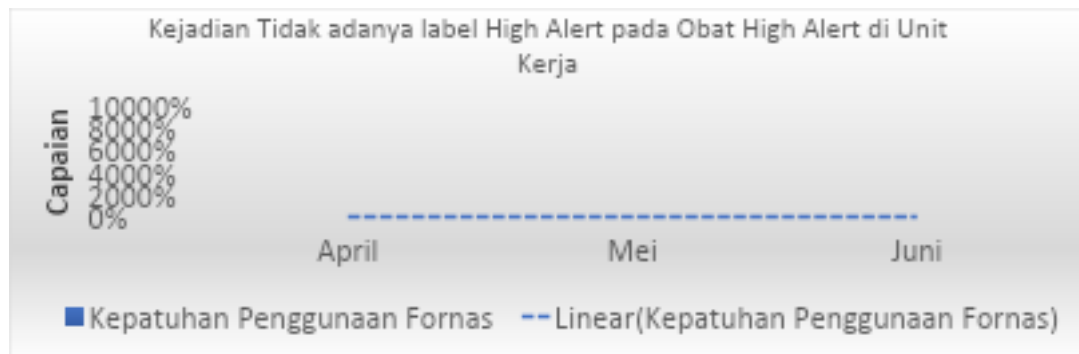 Kejadian Tidak adanya label High Alert pada Obat High Alert di Unit
Kerja
Capaian
10000%
8000%
6000%
4000%
2000%
0%
April Mei Juni
Kepatuhan Penggunaan Fornas Linear(Kepatuhan Penggunaan Fornas)